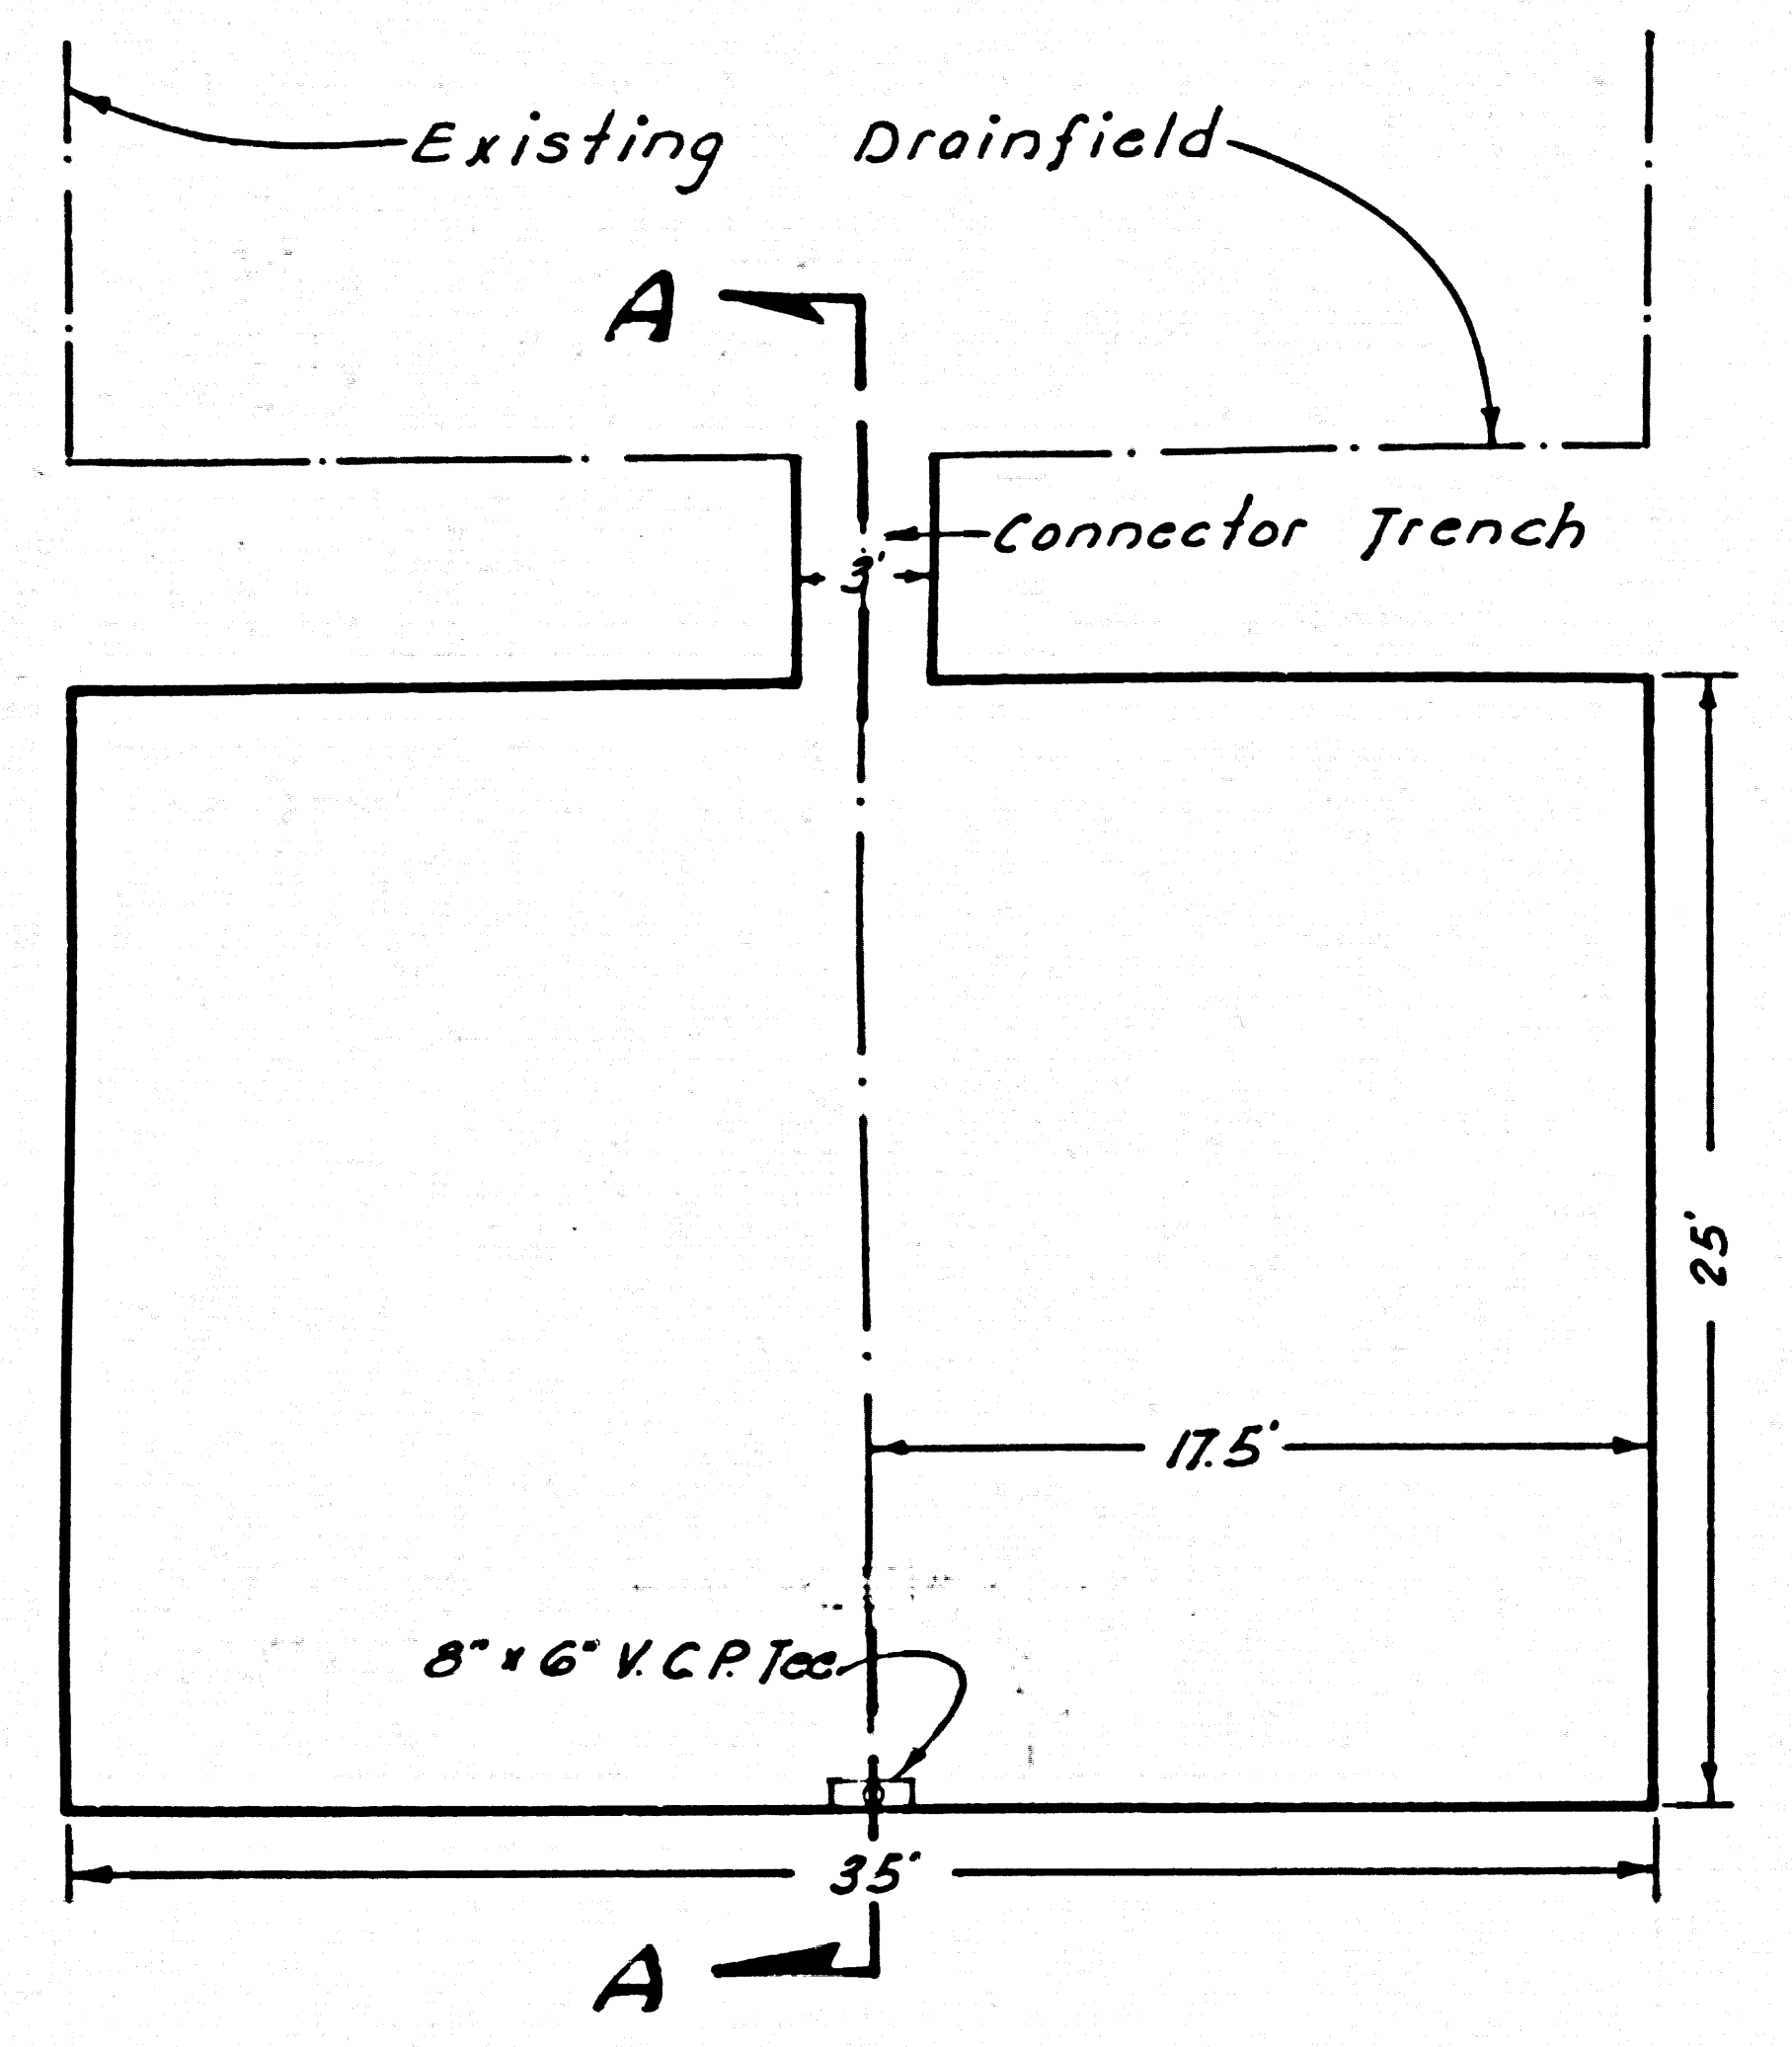 Existing Drainfield
A
Connector Trench
3'
25'
17.5'
8" x 6" V.C.P. Tee
35'
A